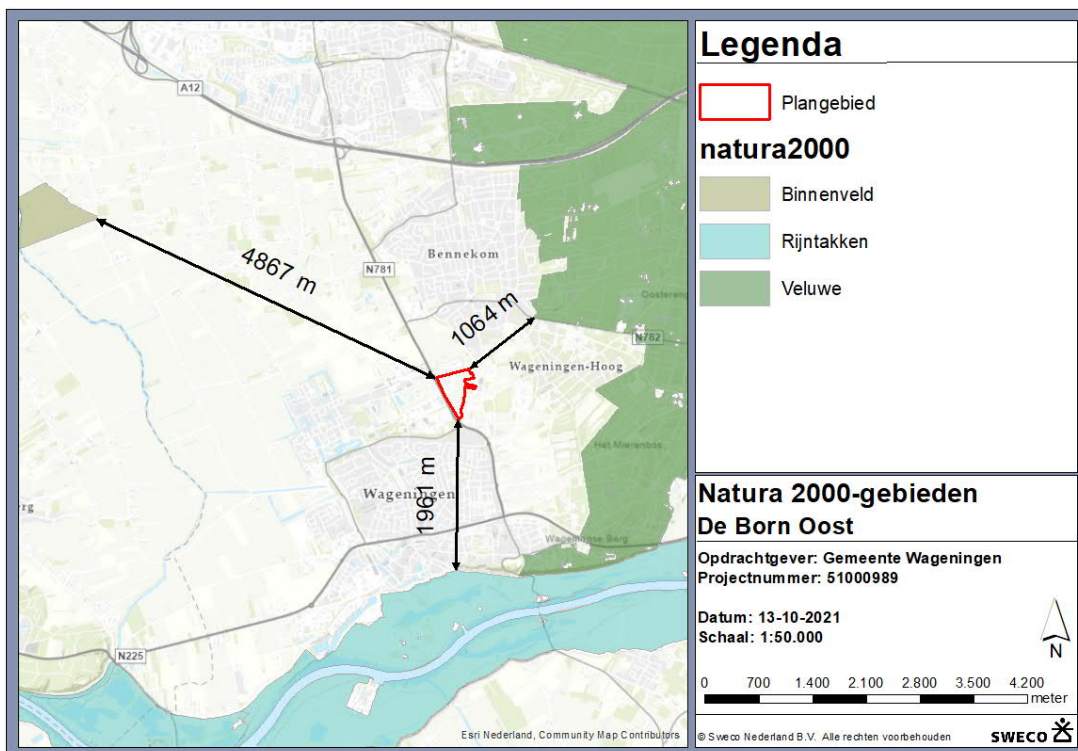 A12
N781
Bennekom
4867 m
1064 m
Oostereng
N782
Wageningen-Hoog
Het Mierenbos
Wageningen
1961 m
Wageningse Berg
rg
N225
Esri Nederland, Community Map Contributors
Legenda
Plangebied
natura2000
Binnenveld
Rijntakken
Veluwe
Natura 2000-gebieden
De Born Oost
Opdrachtgever: Gemeente Wageningen
Projectnummer: 51000989
Datum: 13-10-2021
Schaal: 1:50.000
N
0 700 1.400 2.100 2.800 3.500 4.200
meter
© Sweco Nederland B.V. Alle rechten voorbehouden
SWECO